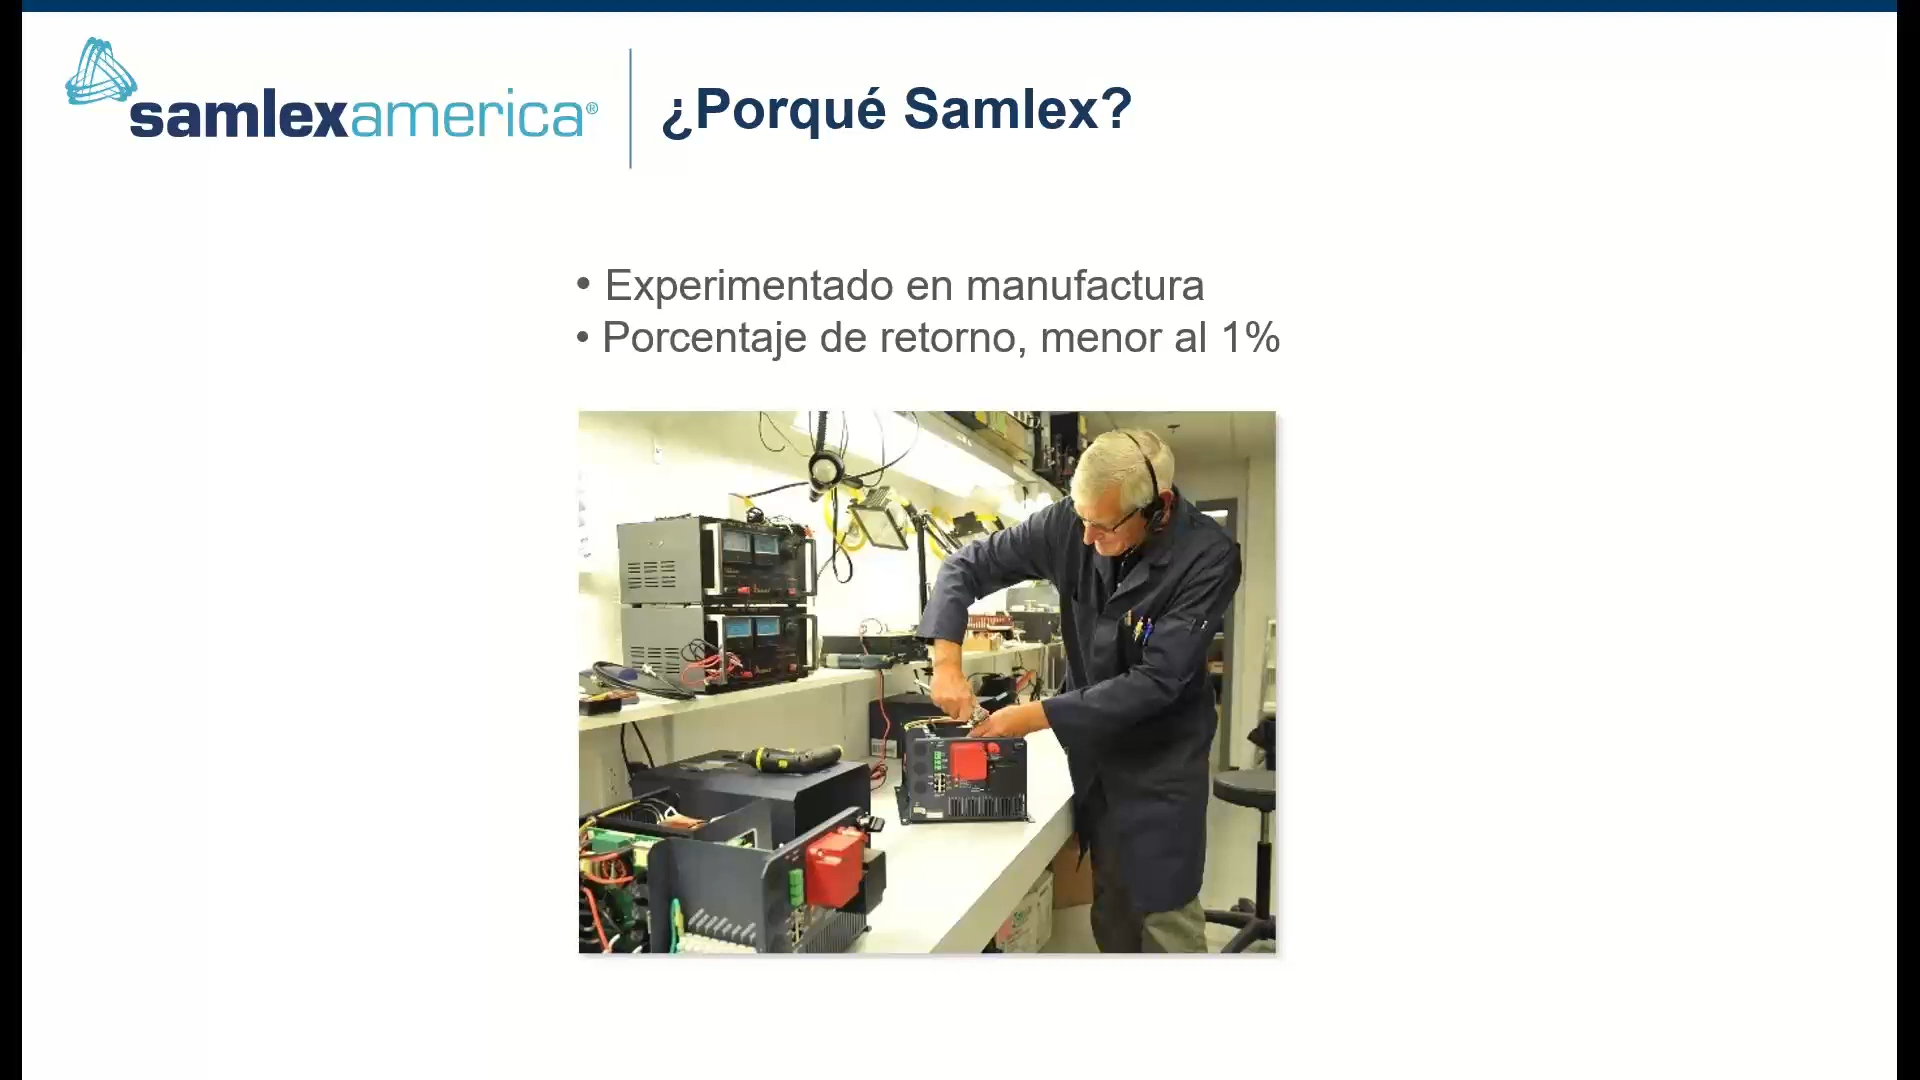 samlexamerica®
¿Porqué Samlex?
• Experimentado en manufactura
• Porcentaje de retorno, menor al 1%